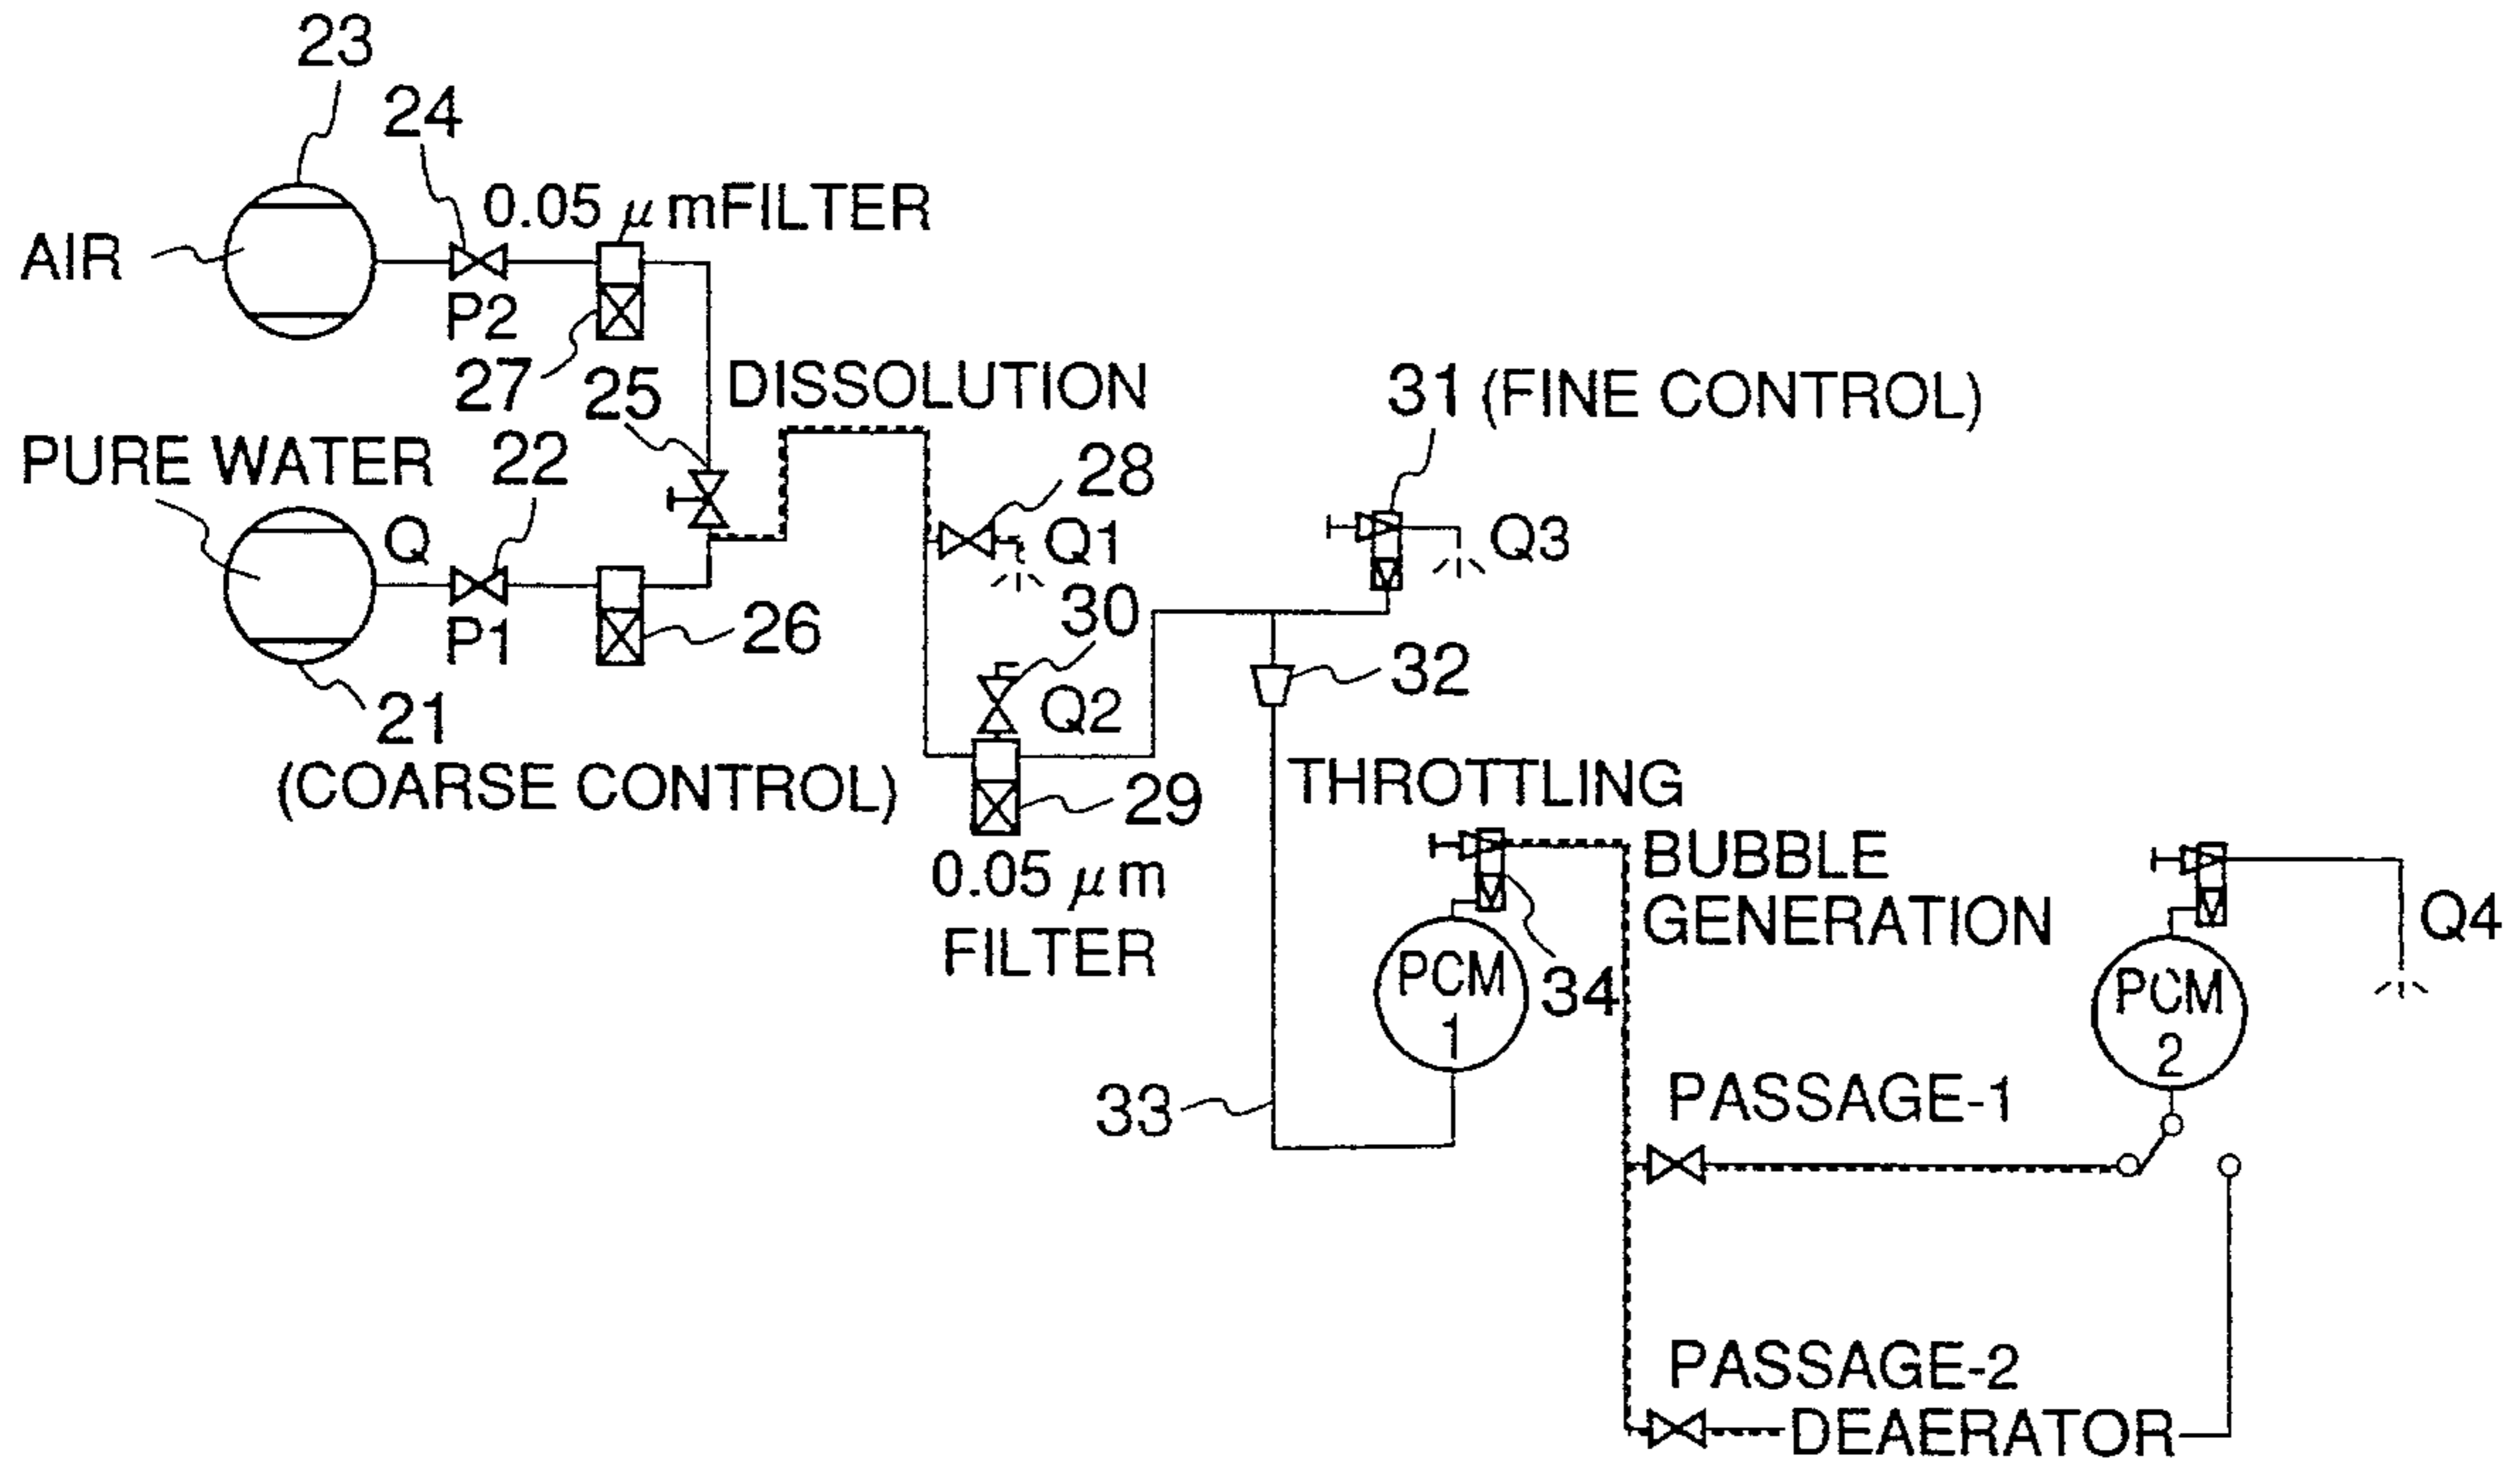 23
24
0.05 μmFILTER
AIR
P2
27
25
DISSOLUTION
31 (FINE CONTROL)
PURE WATER
22
28
Q
Q1
Q3
30
P1
26
32
21
Q2
(COARSE CONTROL)
29
THROTTLING
0.05 μm
FILTER
BUBBLE
GENERATION
Q4
PCM
1
34
PCM
2
33
PASSAGE-1
PASSAGE-2
DEAERATOR